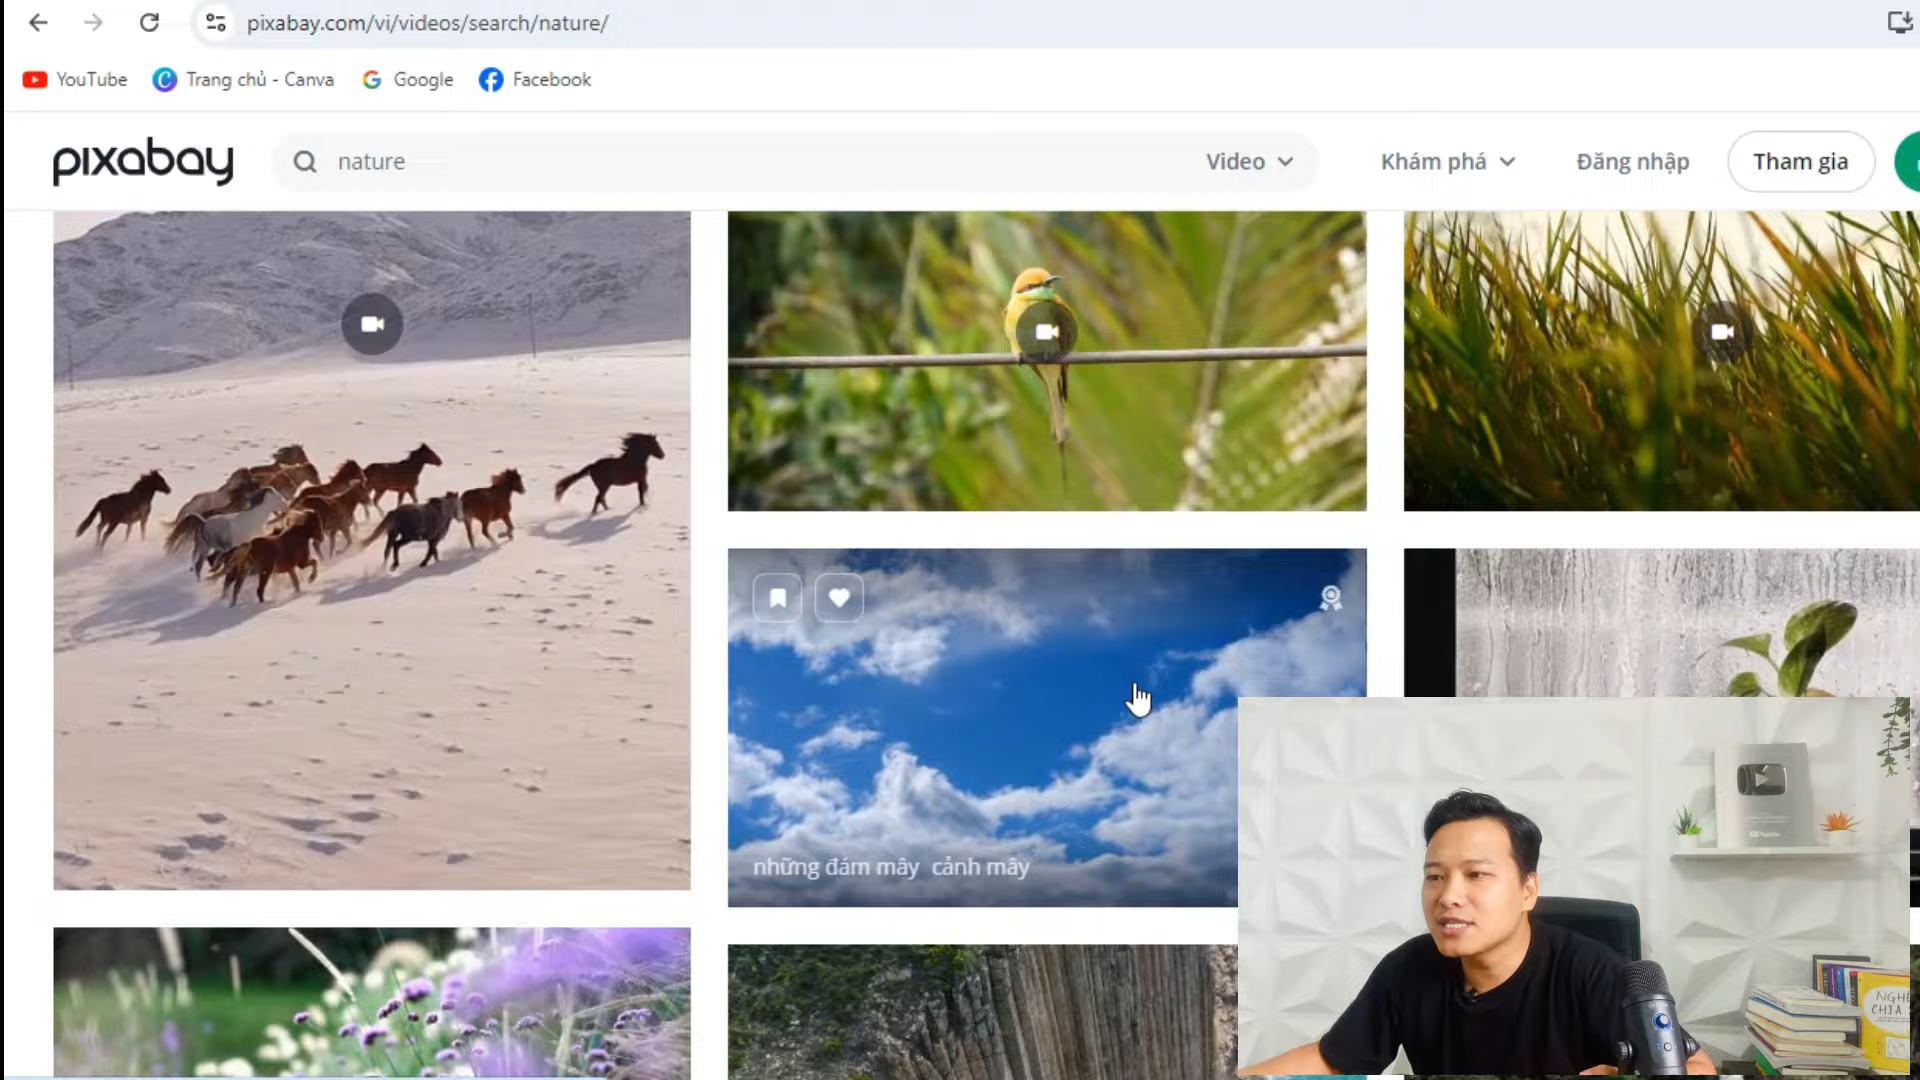 pixabay.com/vi/videos/search/nature/
YouTube
Trang chủ - Canva
Google
Facebook
pixabay
nature
Video
Khám phá
Đăng nhập
Tham gia
những đám mây cảnh mây
CHIA